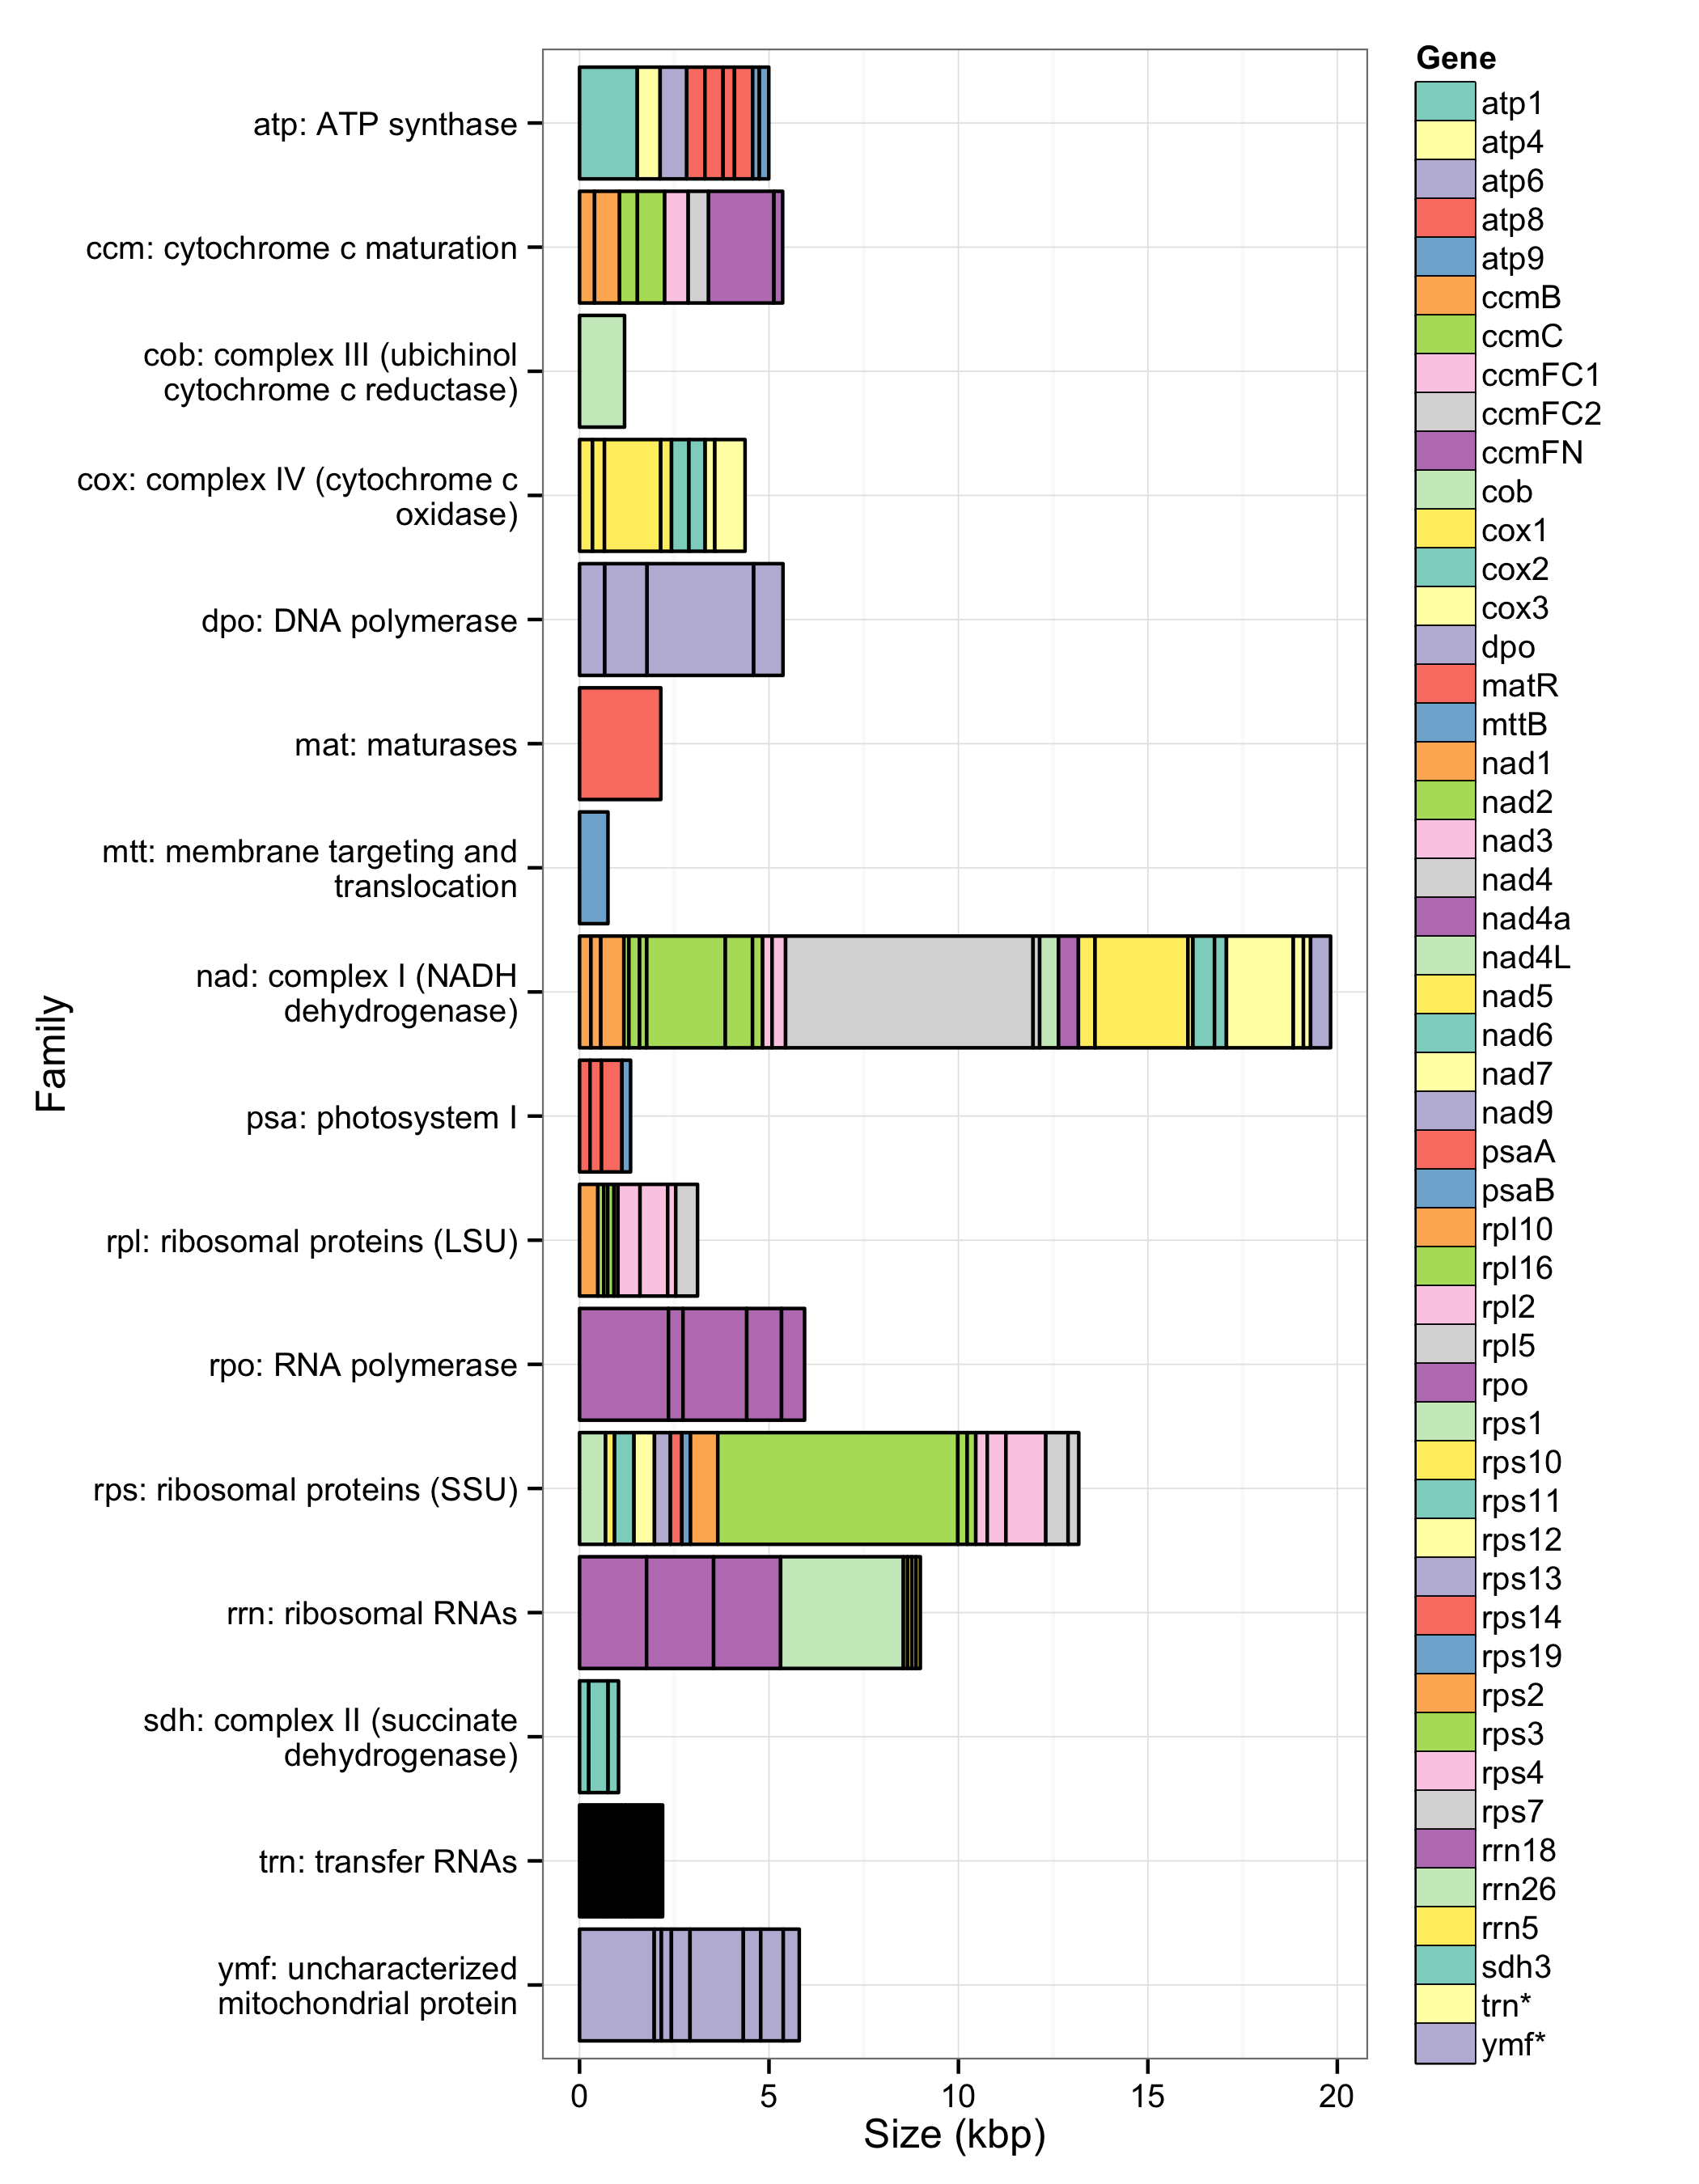 atp: ATP synthase
ccm: cytochrome c maturation
cob: complex III (ubichinol
cytochrome c reductase)
cox: complex IV (cytochrome c
oxidase)
dpo: DNA polymerase
mat: maturases
mtt: membrane targeting and
translocation
nad: complex I (NADH
dehydrogenase)
psa: photosystem I
rpl: ribosomal proteins (LSU)
rpo: RNA polymerase
rps: ribosomal proteins (SSU)
rrn: ribosomal RNAs
sdh: complex II (succinate
dehydrogenase)
trn: transfer RNAs
ymf: uncharacterized
mitochondrial protein
Family
0 5 10 15 20
Size (kbp)
Gene
atp1
atp4
atp6
atp8
atp9
ccmB
ccmC
ccmFC1
ccmFC2
ccmFN
cob
cox1
cox2
cox3
dpo
matR
mttB
nad1
nad2
nad3
nad4
nad4a
nad4L
nad5
nad6
nad7
nad9
psaA
psaB
rpl10
rpl16
rpl2
rpl5
rpo
rps1
rps10
rps11
rps12
rps13
rps14
rps19
rps2
rps3
rps4
rps7
rrn18
rrn26
rrn5
sdh3
trn*
ymf*